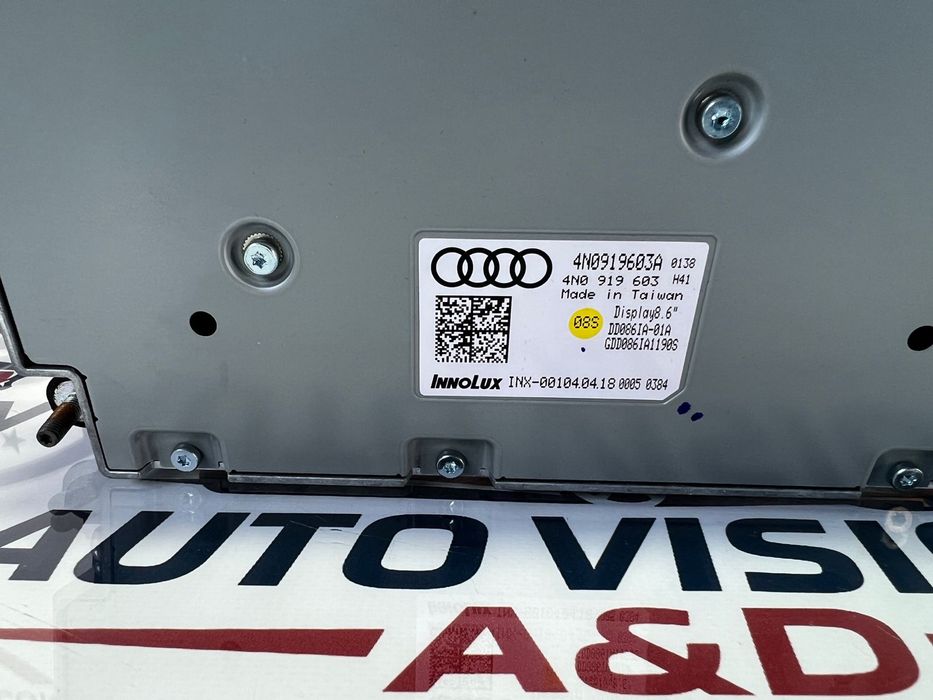 4N0919603A 0138
4N0 919 603 H41
Made in Taiwan
Display8.6"
08S DD086IA-01A
GDD086IA1190S
INNOLUX INX-00104.04.18 0005 0384
AUTO VISI
A&D